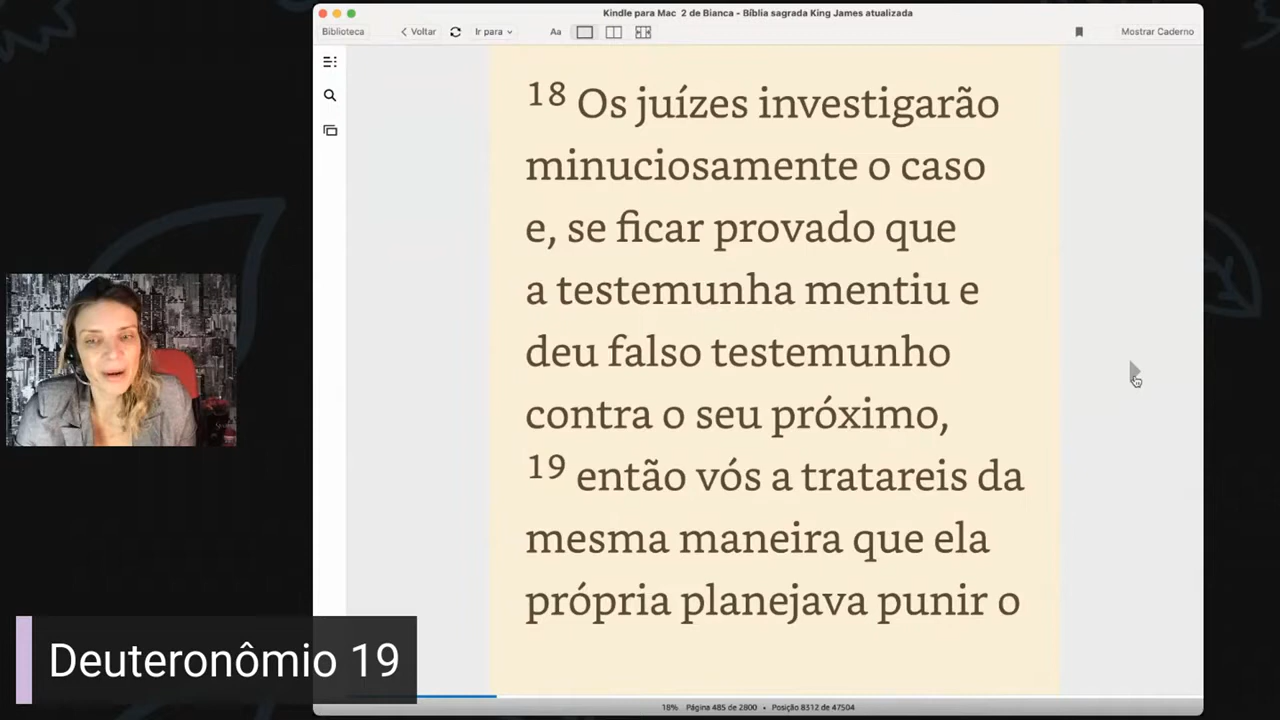 Kindle para Mac 2 de Bianca - Bíblia sagrada King James atualizada
Biblioteca
Voltar
Ir para
Aa
Mostrar Caderno
18 Os juízes investigarão
minuciosamente o caso
e, se ficar provado que
a testemunha mentiu e
deu falso testemunho
contra o seu próximo,
19 então vós a tratareis da
mesma maneira que ela
própria planejava punir o
Deuteronômio 19
18% Página 485 de 2800 • Posição 8312 de 47504